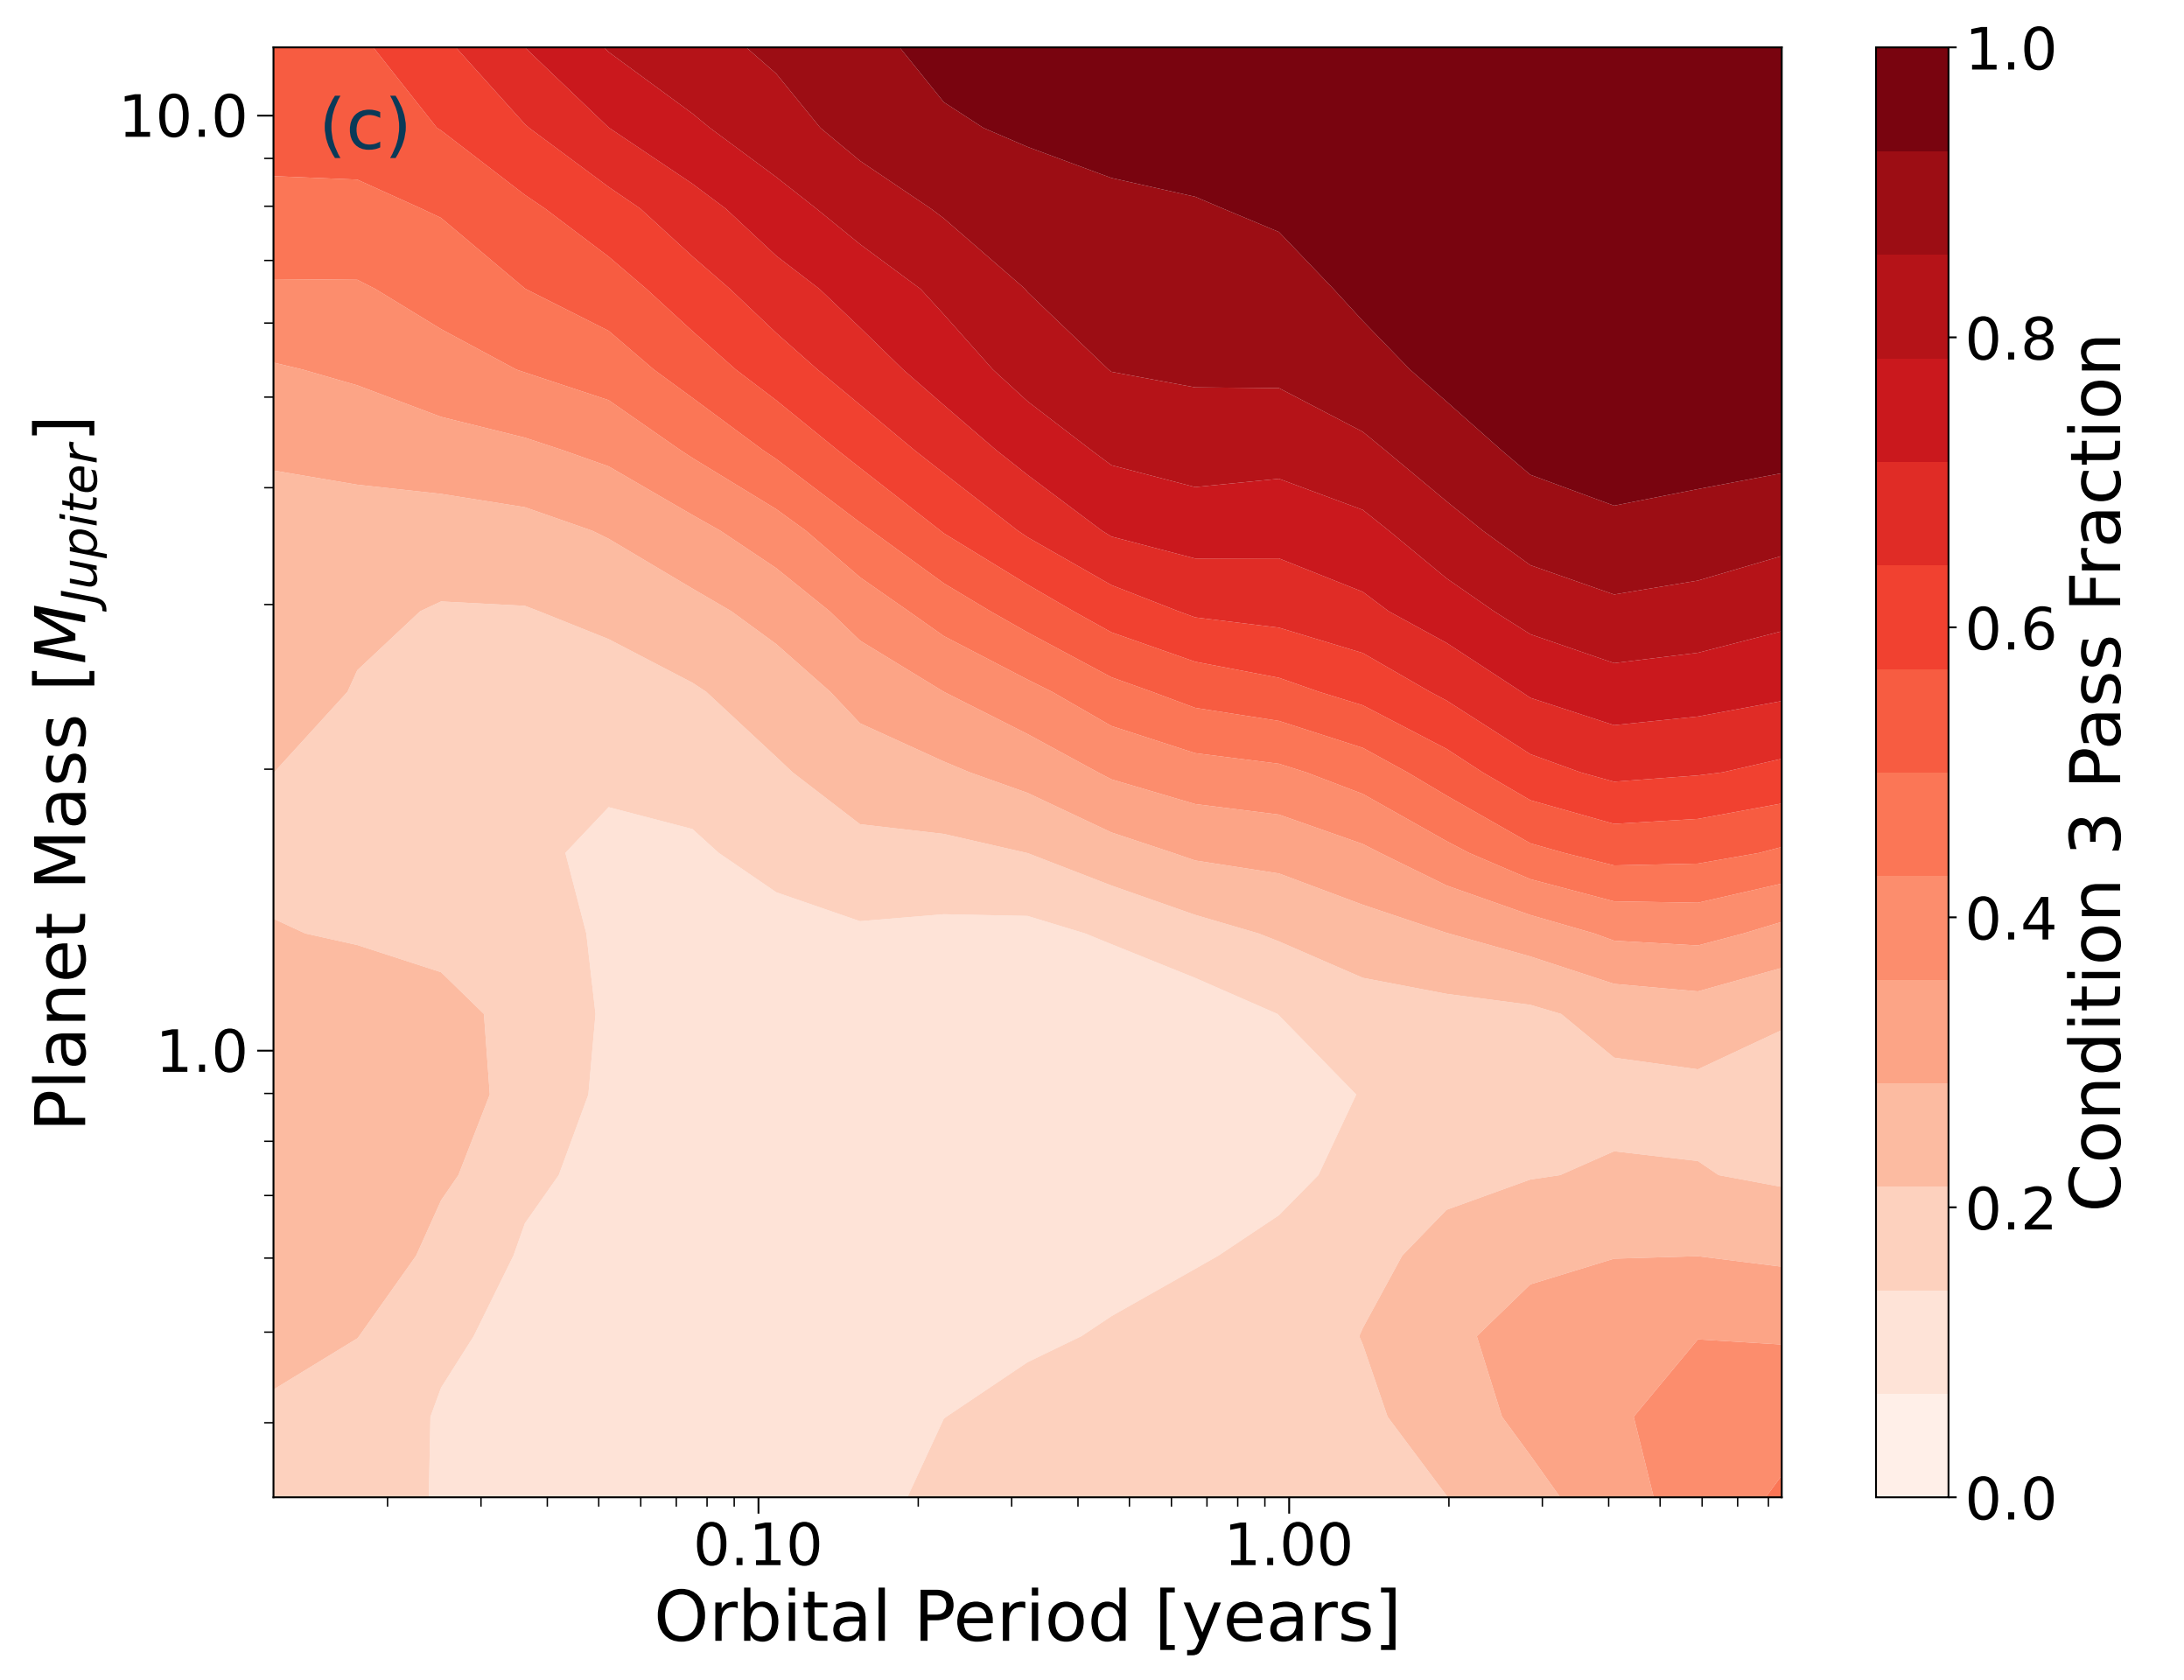 (c)
10.0
1.0
Planet Mass [M_Jupiter]
0.10
1.00
Orbital Period [years]
1.0
0.8
0.6
0.4
0.2
0.0
Condition 3 Pass Fraction